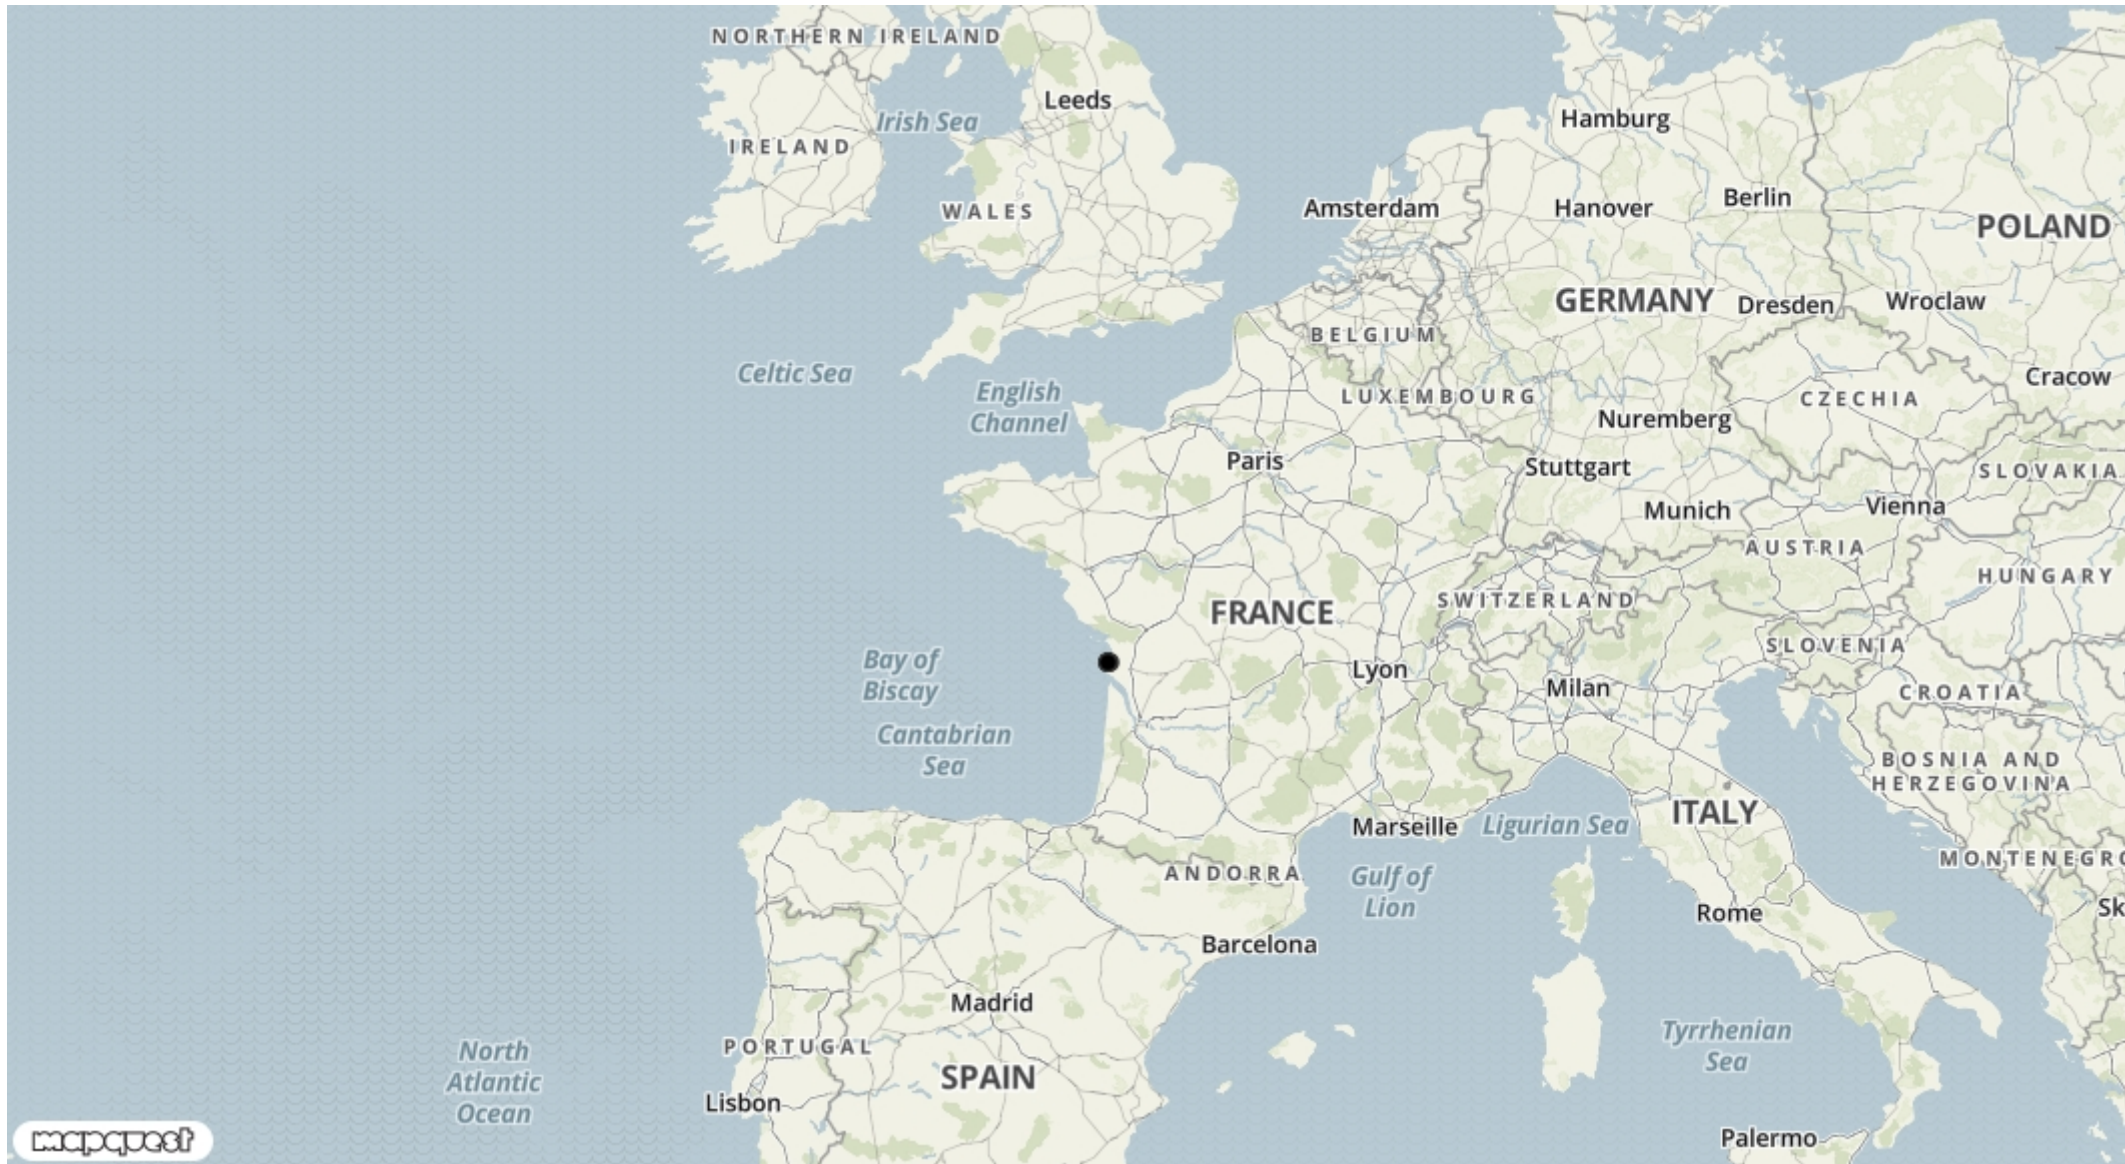 NORTHERN IRELAND
Leeds
Hamburg
Irish Sea
IRELAND
Berlin
Amsterdam
Hanover
WALES
POLAND
GERMANY
Dresden
Wroclaw
BELGIUM
Celtic Sea
Cracow
English
Channel
LUXEMBOURG
CZECHIA
Nuremberg
Paris
Stuttgart
SLOVAKIA
Munich
Vienna
AUSTRIA
HUNGARY
SWITZERLAND
FRANCE
SLOVENIA
Bay of
Biscay
Lyon
Milan
CROATIA
Cantabrian
Sea
BOSNIA AND
HERZEGOVINA
ITALY
Marseille
Ligurian Sea
MONTENEGRO
ANDORRA
Gulf of
Lion
Sk
Rome
Barcelona
Madrid
Tyrrhenian
Sea
PORTUGAL
North
Atlantic
Ocean
SPAIN
Lisbon
Palermo
mapquest